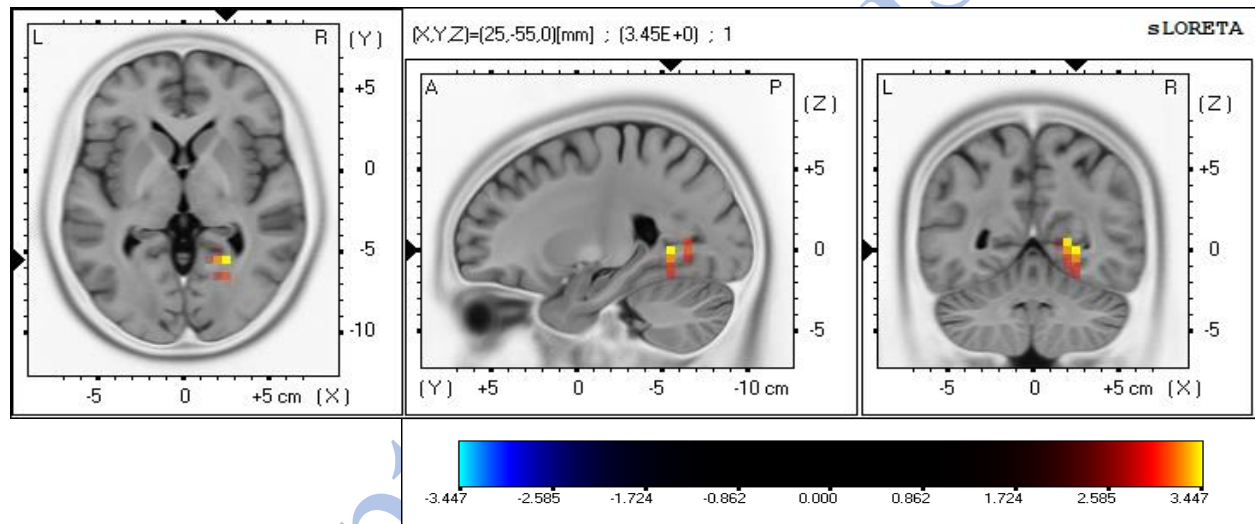 L R (Y)
+5
0
-5
-10
-5 0 +5 cm (X)
(X,Y,Z)=(25,-55,0)[mm] ; (3.45E+0) ; 1
sLORETA
A P (Z)
+5
0
-5
(Y) +5 0 -5 -10 cm
L R (Z)
+5
0
-5
-5 0 +5 cm (X)
-3.447 -2.585 -1.724 -0.862 0.000 0.862 1.724 2.585 3.447